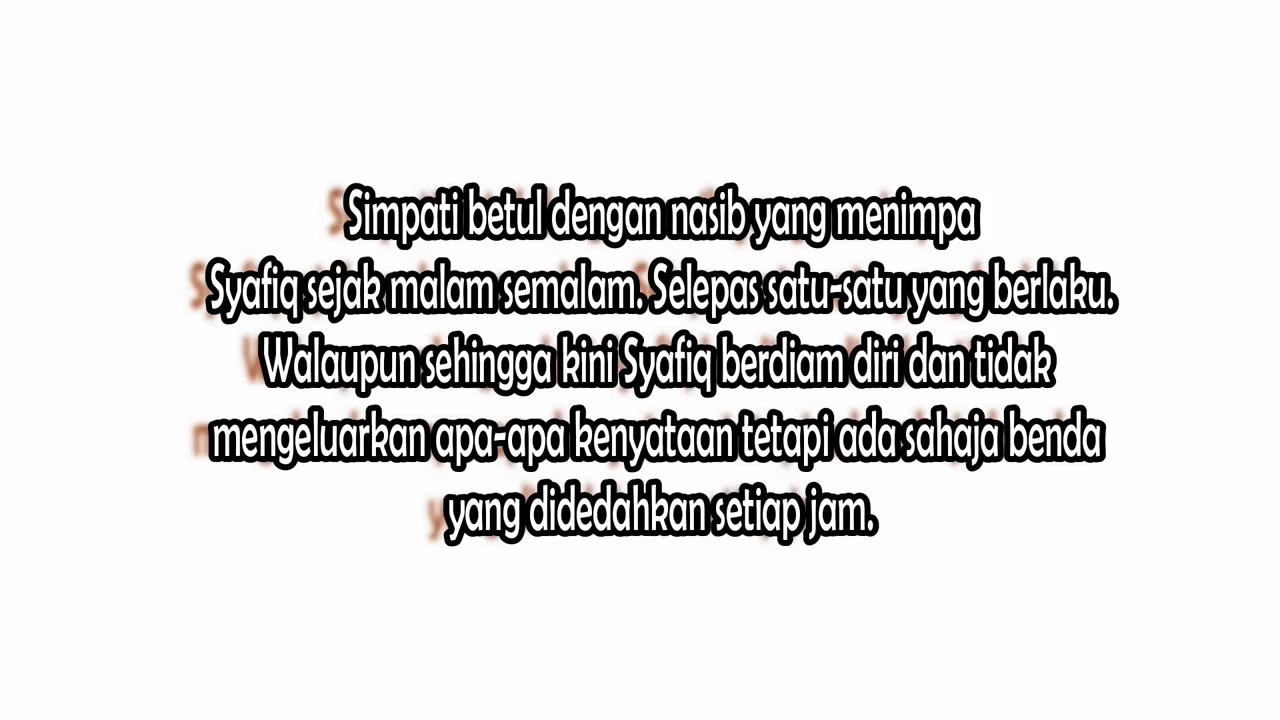 Simpati betul dengan nasib yang menimpa
Syafiq sejak malam semalam. Selepas satu-satu yang berlaku.
Walaupun sehingga kini Syafiq berdiam diri dan tidak
mengeluarkan apa-apa kenyataan tetapi ada sahaja benda
yang didedahkan setiap jam.